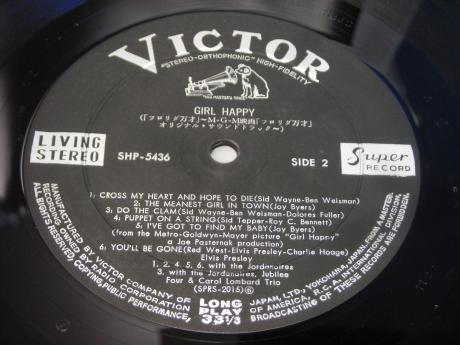 VICTOR
"STEREO-ORTHOPHONIC" HIGH-FIDELITY
"HIS MASTER'S VOICE"
GIRL HAPPY
(「フロリダ万才」～M-G-M映画「フロリダ万才」
オリジナル・サウンドトラック～)
LIVING
STEREO
SHP-5436
SIDE 2
Super
RECORD
1: CROSS MY HEART AND HOPE TO DIE(Sid Wayne-Ben Weisman)
2: THE MEANEST GIRL IN TOWN(Joy Byers)
3: DO THE CLAM(Sid Wayne-Ben Weisman-Dolores Fuller)
4: PUPPET ON A STRING(Sid Tepper-Roy C. Bennett)
5: I'VE GOT TO FIND MY BABY(Joy Byers)
(from the Metro-Goldwyn-Mayer picture "Girl Happy"
a Joe Pasternak production)
6: YOU'LL BE GONE(Red West-Elvis Presley-Charlie Hoage)
Elvis Presley
1, 2, 4, 5, 6, with the Jordanaires
3, with the Jordanaires, Jubilee
Four & Carol Lombard Trio
(SPRS-2015)⑥
LONG
PLAY
33 1/3
MANUFACTURED BY VICTOR COMPANY OF JAPAN, LTD., YOKOHAMA, JAPAN, FROM A MASTER
RECORDING OWNED BY RADIO CORPORATION OF AMERICA, R.C.A. INTERNATIONAL DIVISION.
ALL RIGHTS RESERVED. COPYING, PUBLIC PERFORMANCE, BROADCASTING OF THESE RECORDS ARE FORBIDDEN.